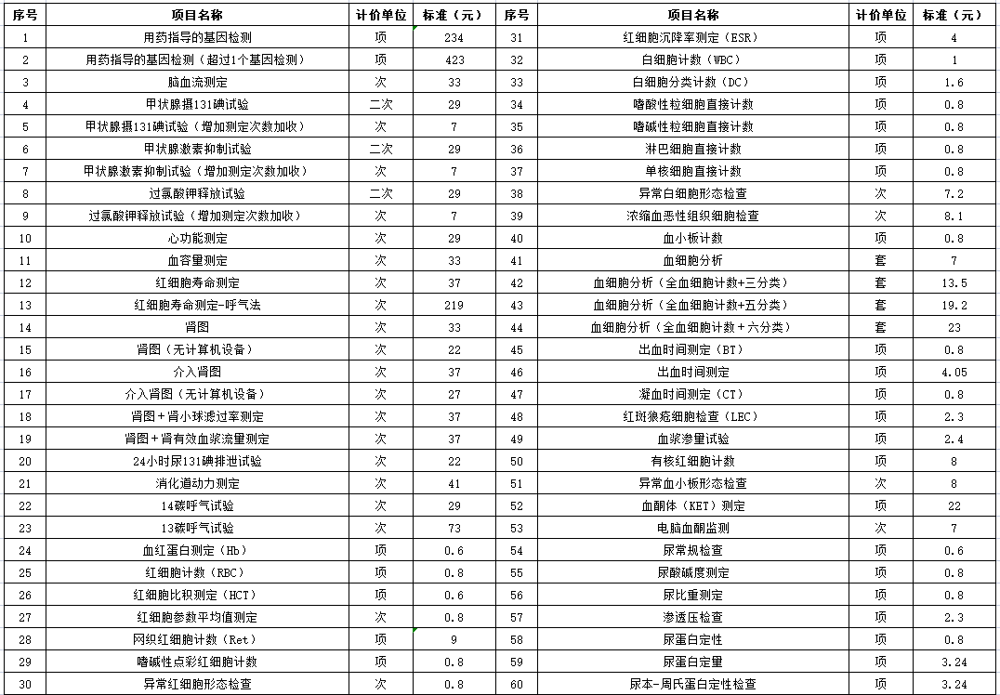 序号 项目名称 计价单位 标准（元） 序号 项目名称 计价单位 标准（元）
1 用药指导的基因检测 项 234 31 红细胞沉降率测定（ESR） 项 4
2 用药指导的基因检测（超过1个基因检测） 项 423 32 白细胞计数（WBC） 项 1
3 脑血流测定 次 33 33 白细胞分类计数（DC） 项 1.6
4 甲状腺摄131碘试验 二次 29 34 嗜酸性粒细胞直接计数 项 0.8
5 甲状腺摄131碘试验（增加测定次数加收） 次 7 35 嗜碱性粒细胞直接计数 项 0.8
6 甲状腺激素抑制试验 二次 29 36 淋巴细胞直接计数 项 0.8
7 甲状腺激素抑制试验（增加测定次数加收） 次 7 37 单核细胞直接计数 项 0.8
8 过氯酸钾释放试验 二次 29 38 异常白细胞形态检查 次 7.2
9 过氯酸钾释放试验（增加测定次数加收） 次 7 39 浓缩血恶性组织细胞检查 次 8.1
10 心功能测定 次 29 40 血小板计数 项 0.8
11 血容量测定 次 33 41 血细胞分析 套 7
12 红细胞寿命测定 次 37 42 血细胞分析（全血细胞计数+三分类） 套 13.5
13 红细胞寿命测定-呼气法 次 219 43 血细胞分析（全血细胞计数+五分类） 套 19.2
14 肾图 次 33 44 血细胞分析（全血细胞计数＋六分类） 套 23
15 肾图（无计算机设备） 次 22 45 出血时间测定（BT） 项 0.8
16 介入肾图 次 37 46 出血时间测定 项 4.05
17 介入肾图（无计算机设备） 次 27 47 凝血时间测定（CT） 项 0.8
18 肾图＋肾小球滤过率测定 次 37 48 红斑狼疮细胞检查（LEC） 项 2.3
19 肾图＋肾有效血浆流量测定 次 37 49 血浆渗量试验 项 2.4
20 24小时尿131碘排泄试验 次 22 50 有核红细胞计数 项 8
21 消化道动力测定 次 41 51 异常血小板形态检查 次 8
22 14碳呼气试验 次 29 52 血酮体（KET）测定 项 22
23 13碳呼气试验 次 73 53 电脑血酮监测 次 7
24 血红蛋白测定（Hb） 项 0.6 54 尿常规检查 项 0.6
25 红细胞计数（RBC） 项 0.8 55 尿酸碱度测定 项 0.8
26 红细胞比积测定（HCT） 项 0.6 56 尿比重测定 项 0.8
27 红细胞参数平均值测定 次 0.8 57 渗透压检查 项 2.3
28 网织红细胞计数（Ret） 项 9 58 尿蛋白定性 项 0.8
29 嗜碱性点彩红细胞计数 项 0.8 59 尿蛋白定量 项 3.24
30 异常红细胞形态检查 次 0.8 60 尿本-周氏蛋白定性检查 项 3.24